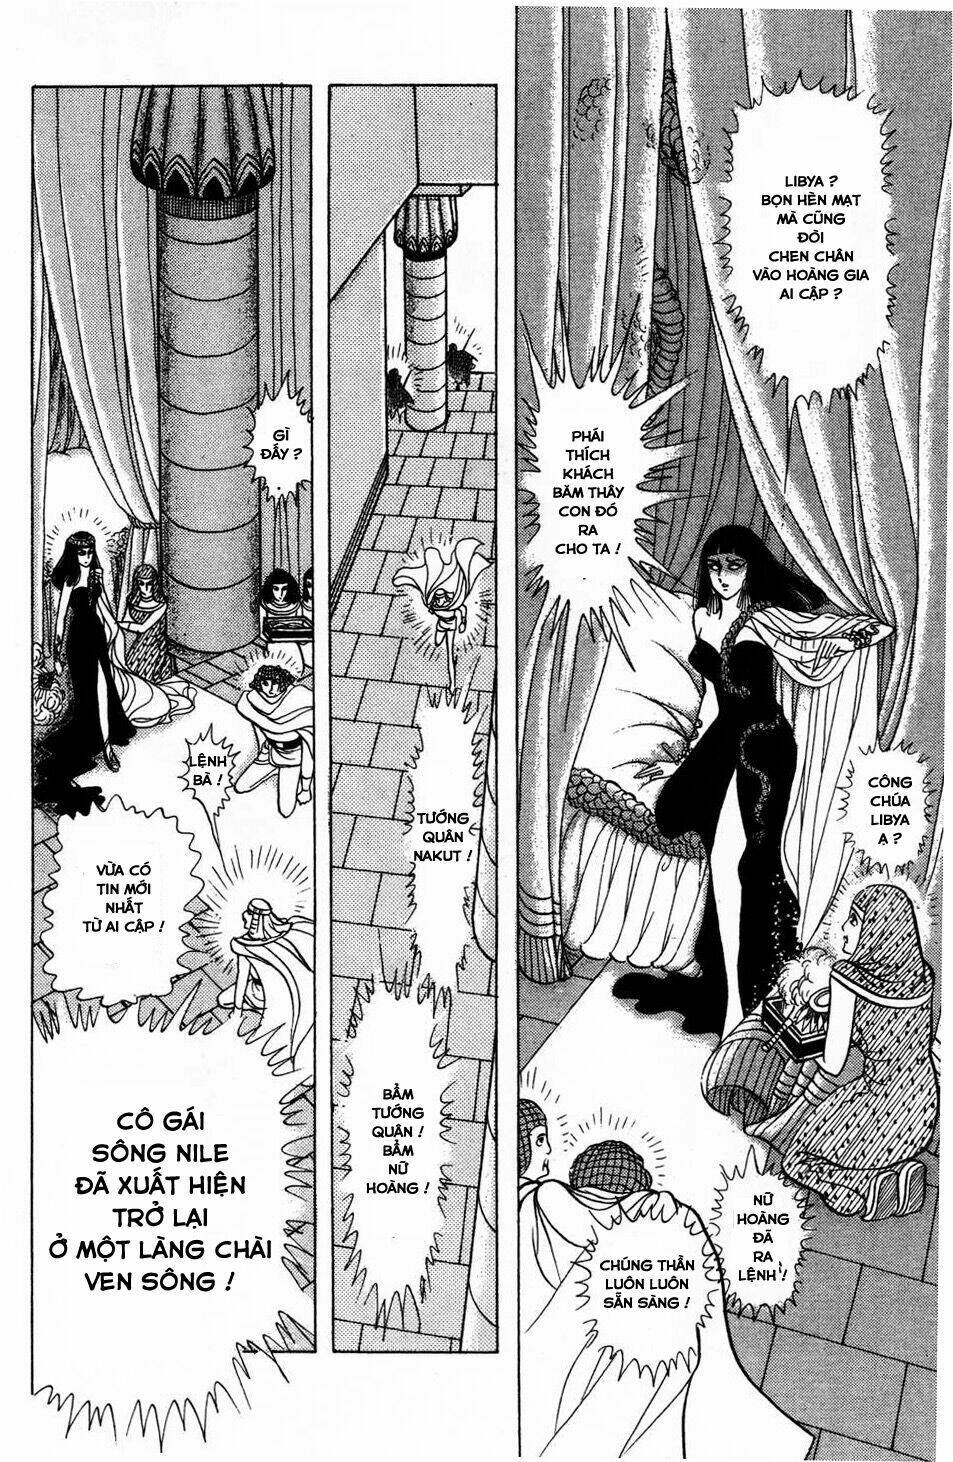 LIBYA ?
BỌN HÈN MẠT
MÀ CŨNG
ĐÒI
CHEN CHÂN
VÀO HOÀNG GIA
AI CẬP ?
PHÁI
THÍCH
KHÁCH
BĂM THÂY
CON ĐÓ
RA
CHO TA !
CÔNG
CHÚA
LIBYA
Ạ ?
NỮ
HOÀNG
ĐÃ
RA
LỆNH !
CHÚNG THẦN
LUÔN LUÔN
SẴN SÀNG !
TƯỚNG
QUÂN
NAKUT !
BẨM
TƯỚNG
QUÂN !
BẨM
NỮ
HOÀNG !
GÌ
ĐẤY ?
LỆNH
BÀ !
VỪA CÓ
TIN MỚI
NHẤT
TỪ AI CẬP !
CÔ GÁI
SÔNG NILE
ĐÃ XUẤT HIỆN
TRỞ LẠI
Ở MỘT LÀNG CHÀI
VEN SÔNG !